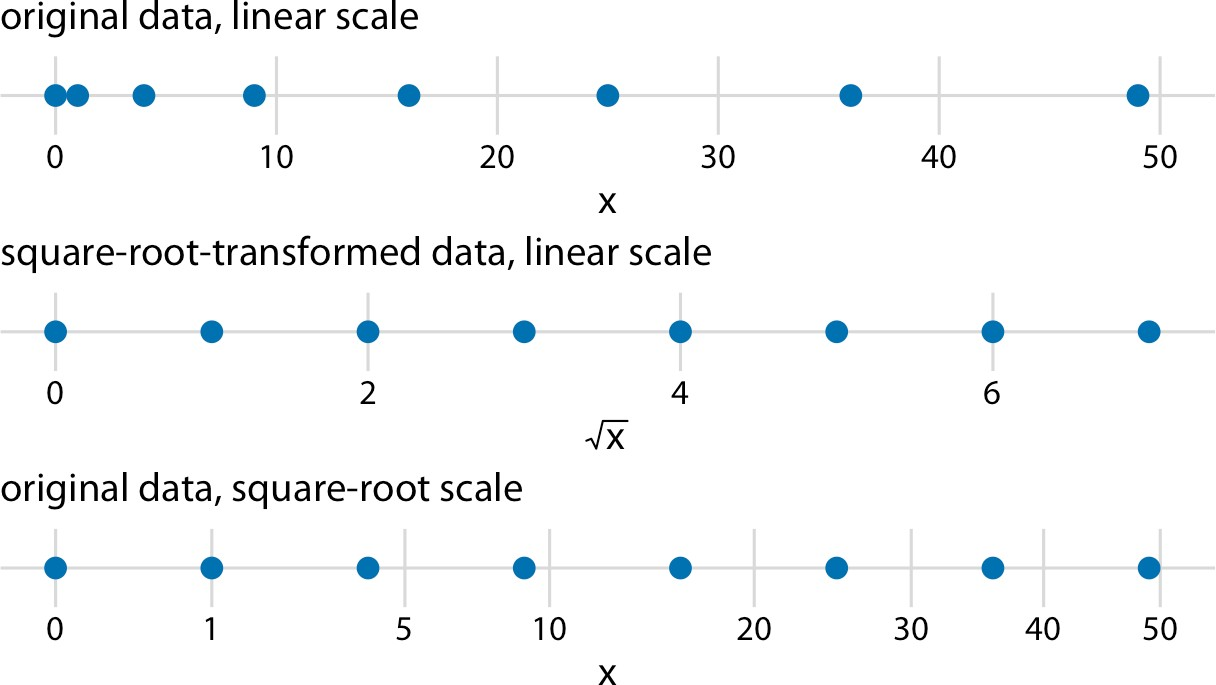 original data, linear scale
0 10 20 30 40 50
x
square-root-transformed data, linear scale
0 2 4 6
√x
original data, square-root scale
0 1 5 10 20 30 40 50
x